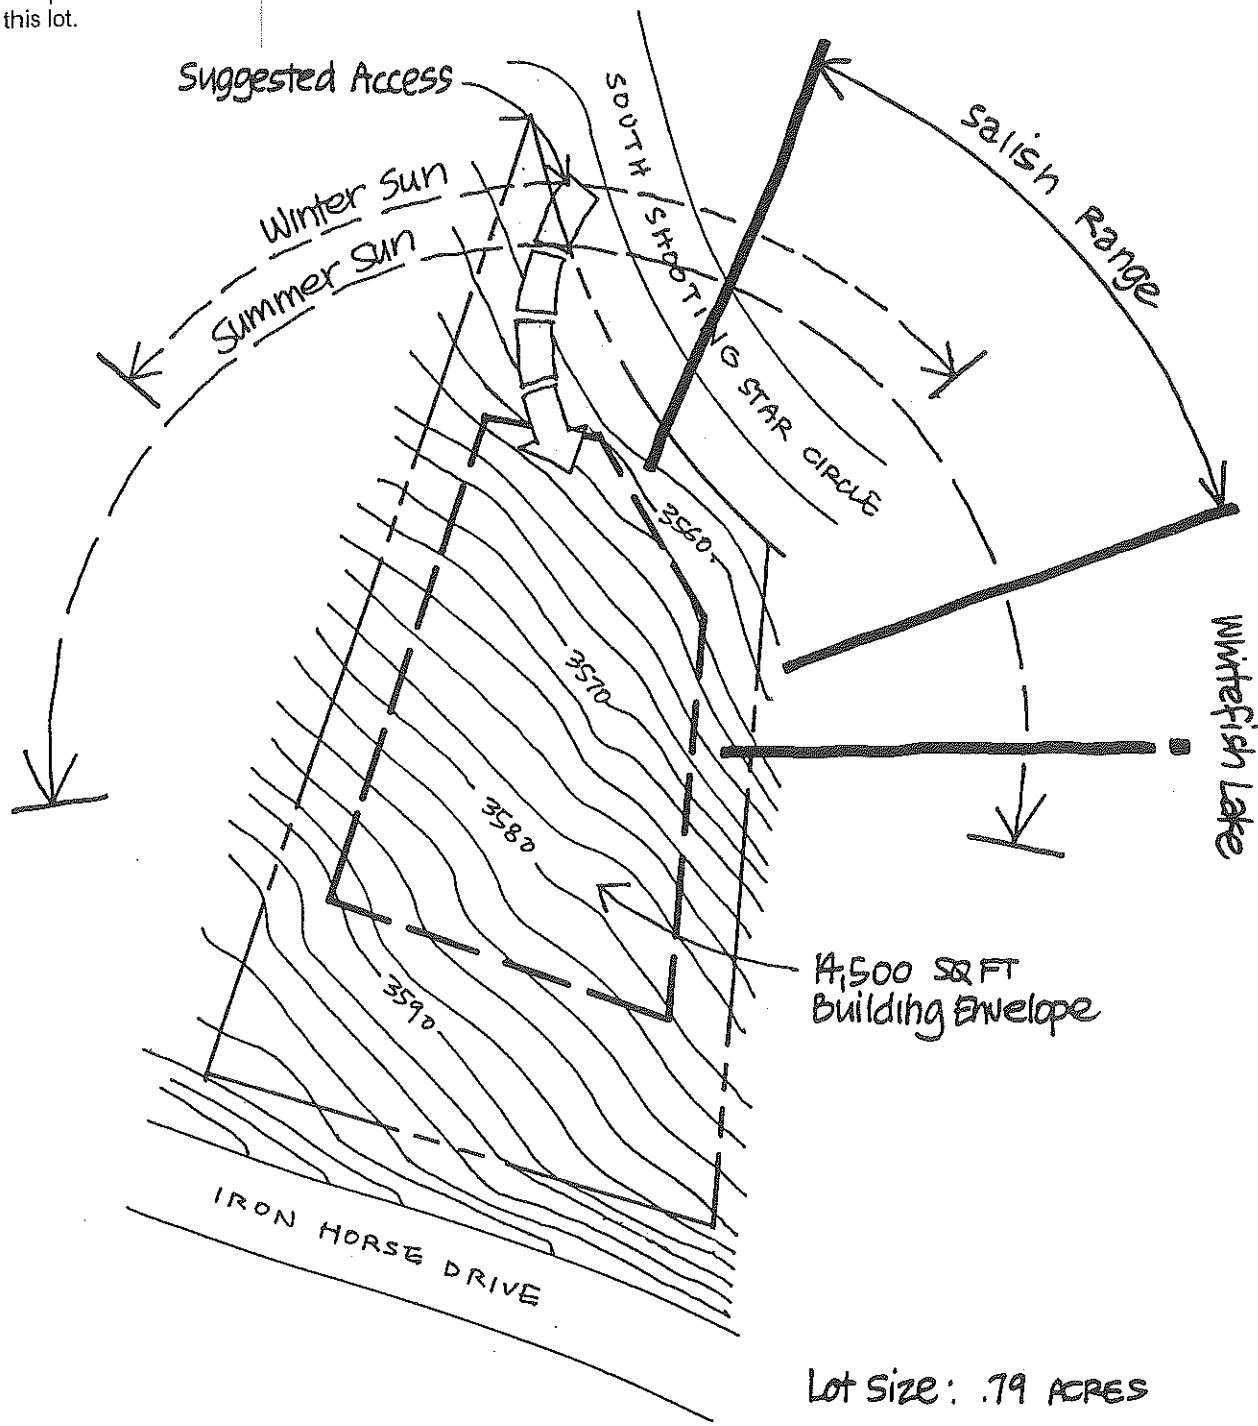 this lot.
Suggested Access
SOUTH SHOOTING STAR CIRCLE
Salish Range
Winter Sun
Summer Sun
3560
3570
Whitefish Lake
3580
14,500 SQ FT
Building Envelope
3590
IRON HORSE DRIVE
Lot Size: .79 ACRES